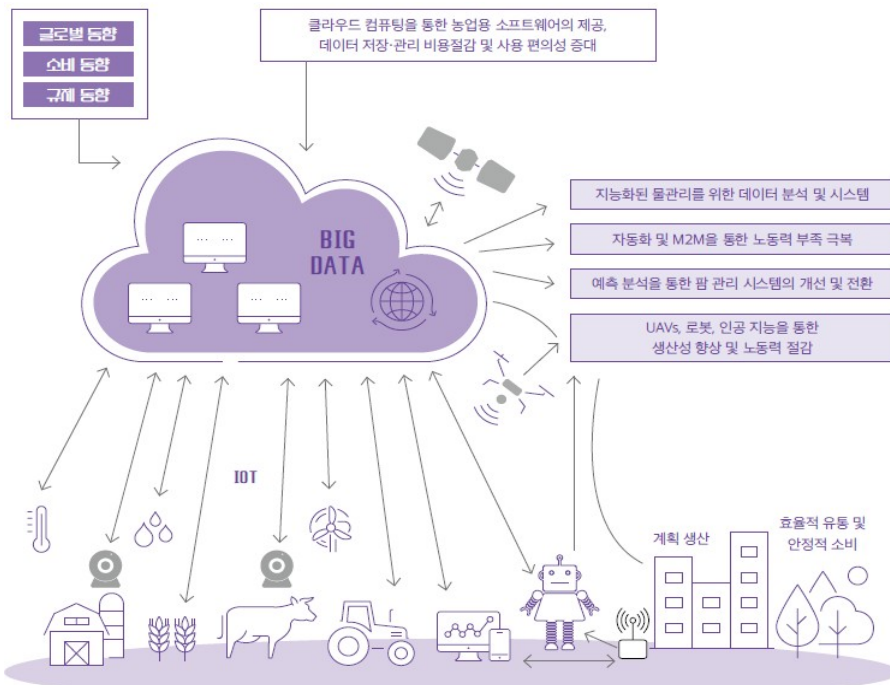 글로벌 동향
소비 동향
규제 동향
클라우드 컴퓨팅을 통한 농업용 소프트웨어의 제공,
데이터 저장·관리 비용절감 및 사용 편의성 증대
BIG
DATA
지능화된 물관리를 위한 데이터 분석 및 시스템
자동화 및 M2M을 통한 노동력 부족 극복
예측 분석을 통한 팜 관리 시스템의 개선 및 전환
UAVs, 로봇, 인공 지능을 통한
생산성 향상 및 노동력 절감
IOT
계획 생산
효율적 유통 및
안정적 소비